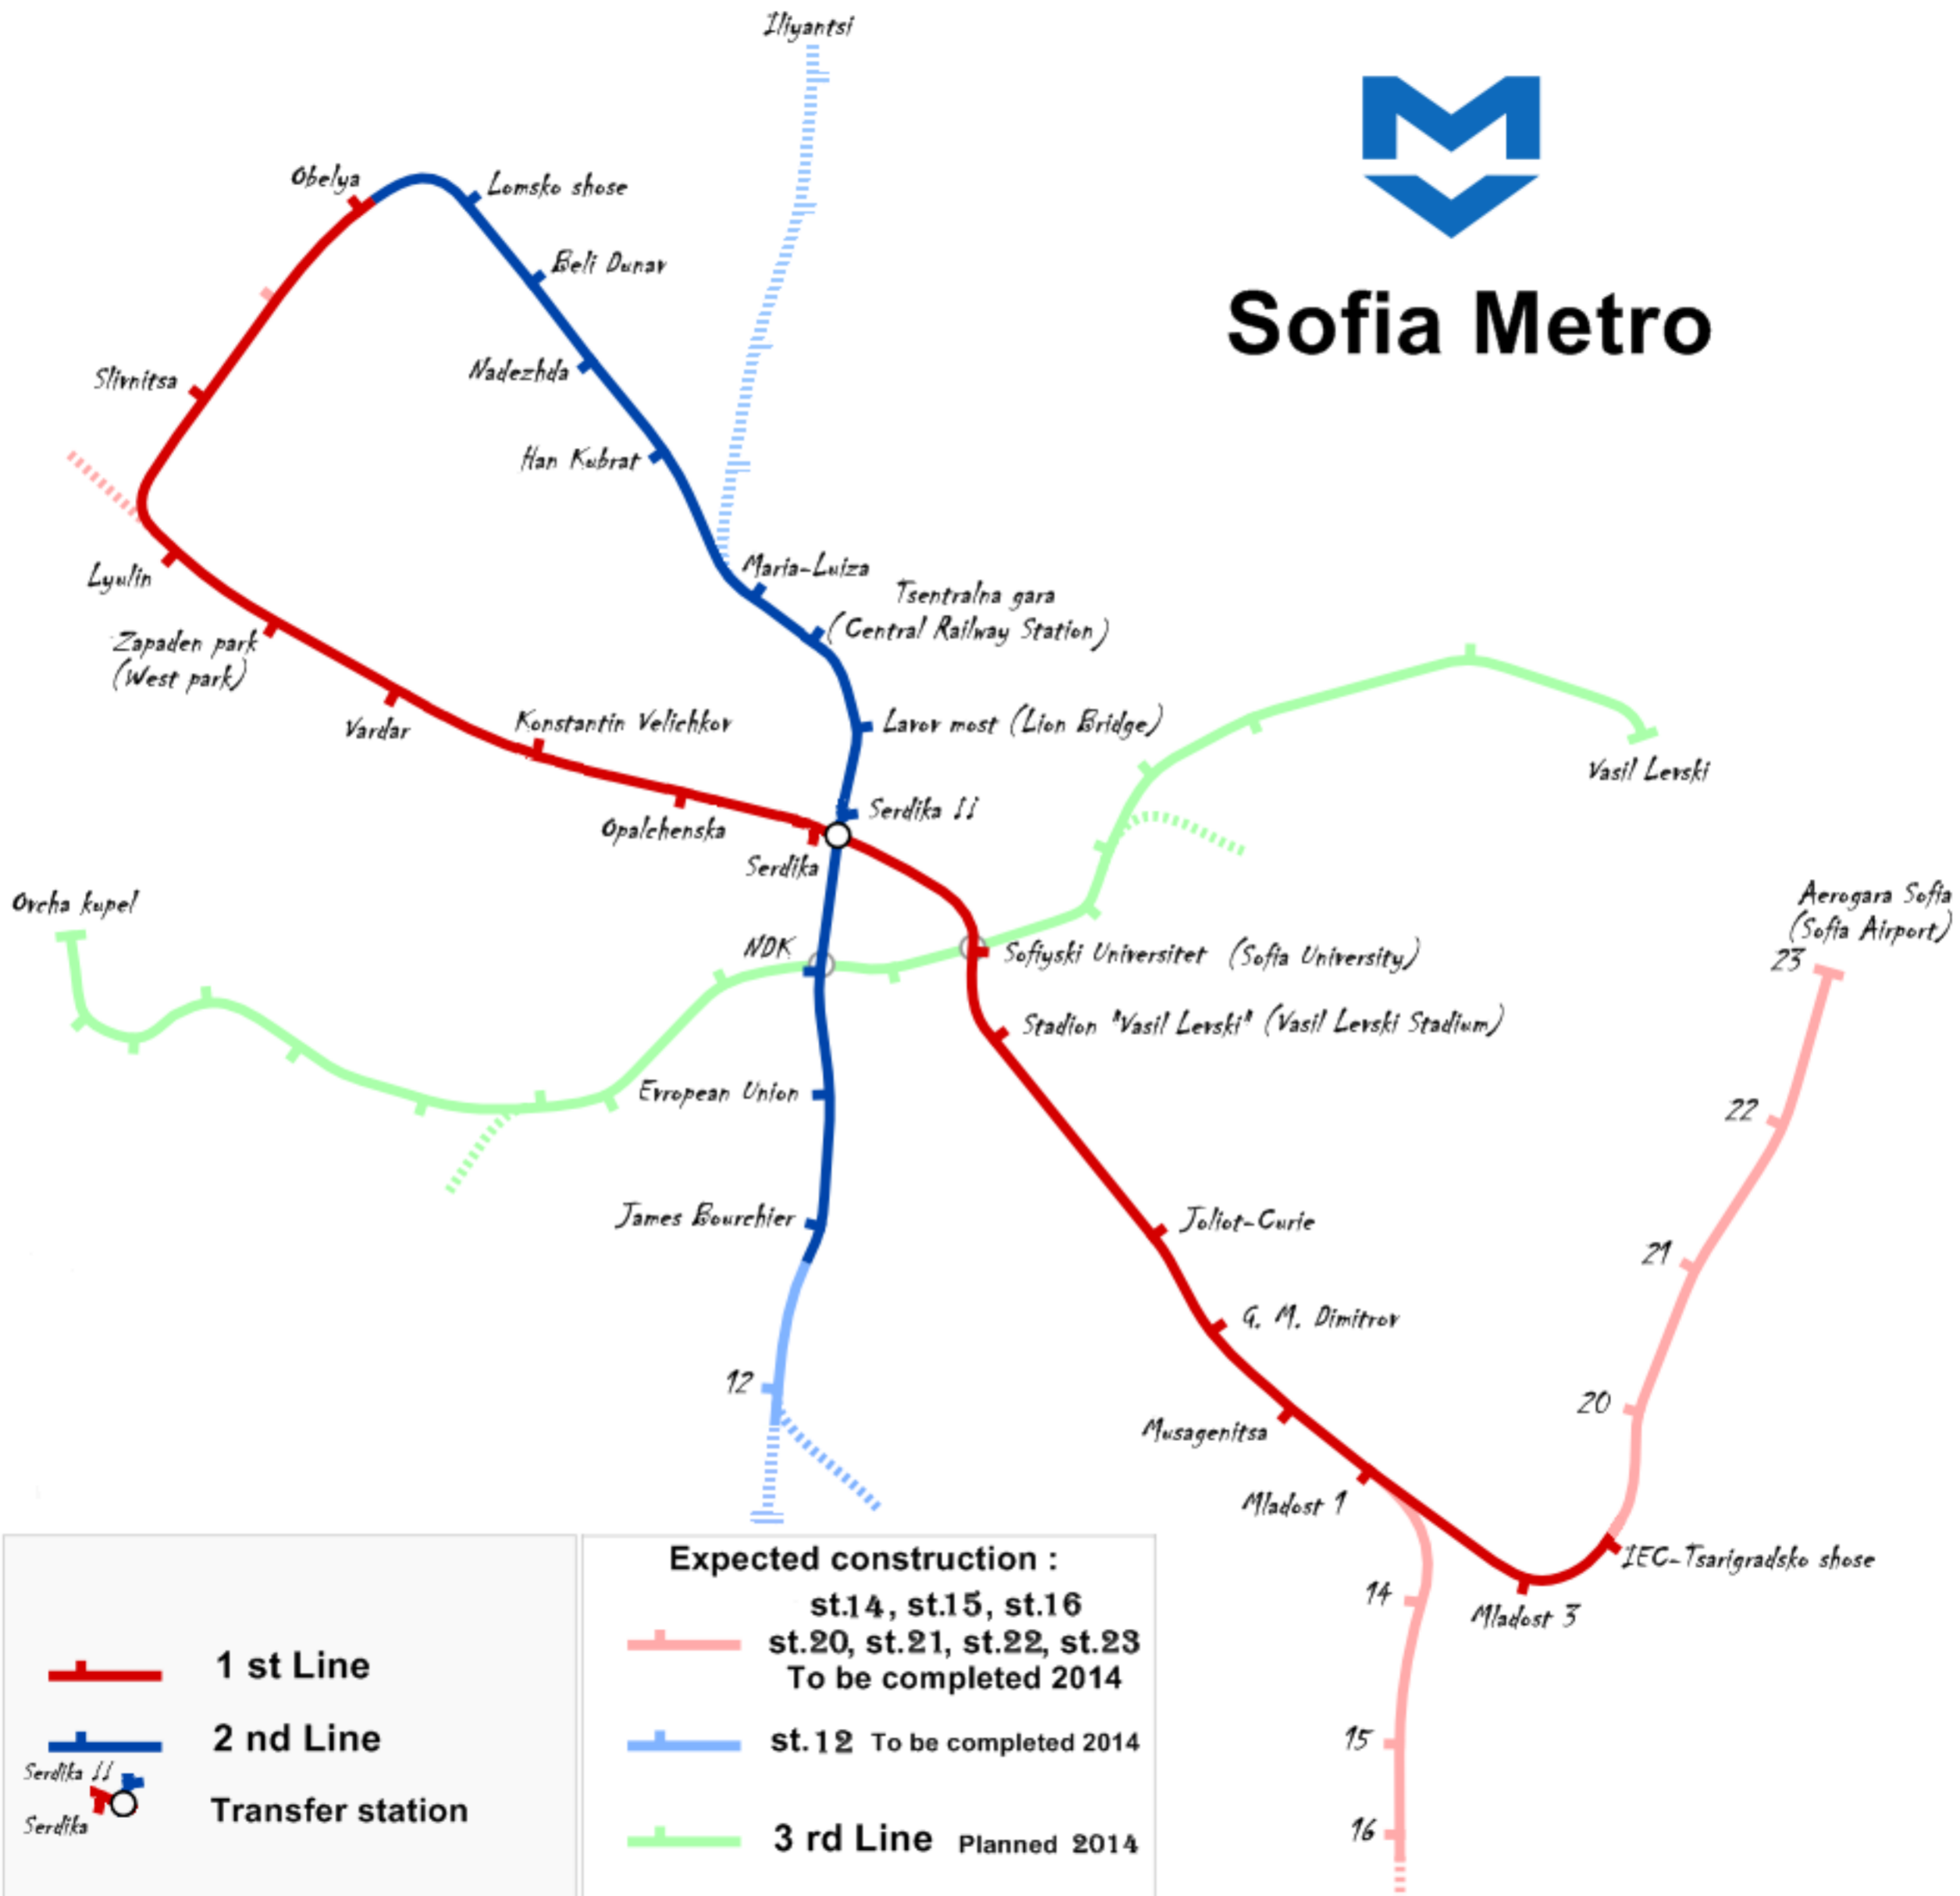 Iliyantsi
Sofia Metro
Obelya
Lomsko shose
Beli Dunav
Nadezhda
Slivnitsa
Han Kubrat
Lyulin
Maria-Luiza
Tsentralna gara
(Central Railway Station)
Zapaden park
(West park)
Vardar
Konstantin Velichkov
Lavov most (Lion Bridge)
Vasil Levski
Opalchenska
Serdika II
Serdika
Ovcha kupel
Aerogara Sofia
(Sofia Airport)
23
NDK
Sofiyski Universitet (Sofia University)
Stadion "Vasil Levski" (Vasil Levski Stadium)
Evropean Union
22
James Bourchier
Joliot-Curie
21
G. M. Dimitrov
12
20
Musagenitsa
Mladost 1
IEC-Tsarigradsko shose
14
Mladost 3
15
16
1 st Line
2 nd Line
Serdika II
Serdika
Transfer station
Expected construction :
st.14, st.15, st.16
st.20, st.21, st.22, st.23
To be completed 2014
st.12 To be completed 2014
3 rd Line Planned 2014